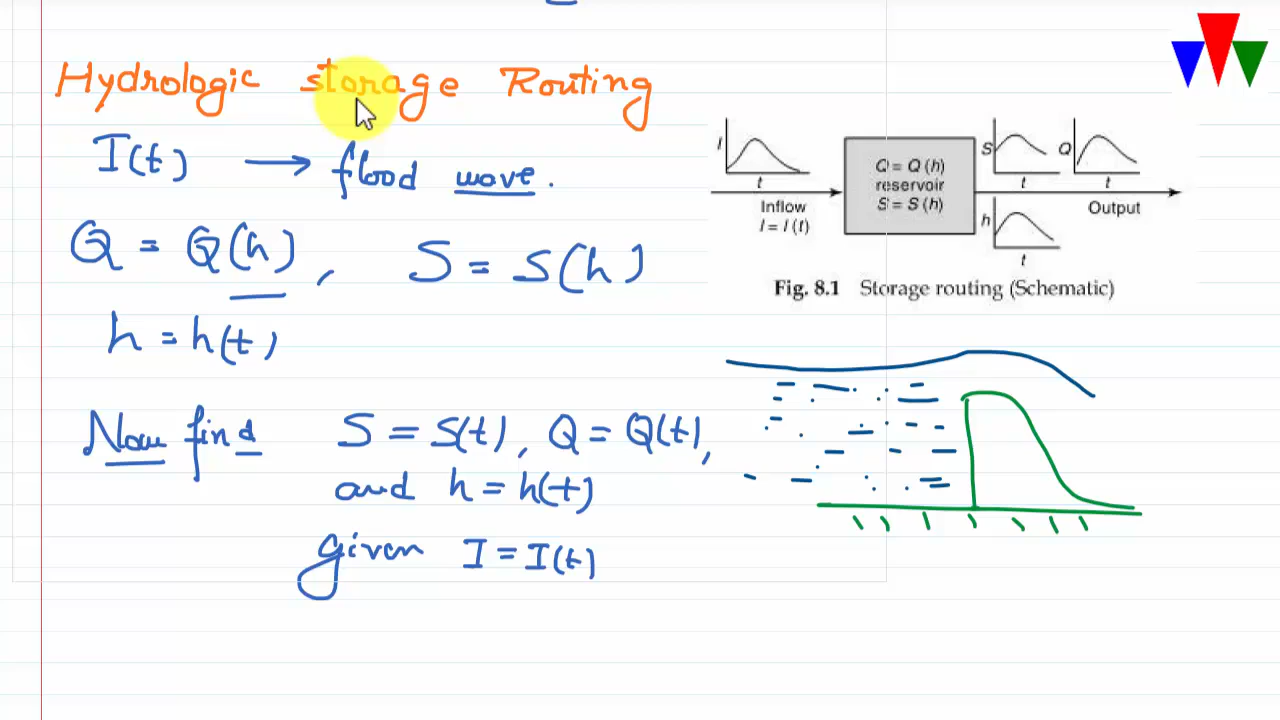 Hydrologic storage Routing
I(t) → flood wave.
Q = Q(h), S = S(h)
h = h(t)
Now find S = S(t), Q = Q(t),
and h = h(t)
given I = I(t)
I
t
Inflow
I = I (t)
Q = Q (h)
reservoir
S = S (h)
S
t
Q
t
h
t
Output
Fig. 8.1 Storage routing (Schematic)